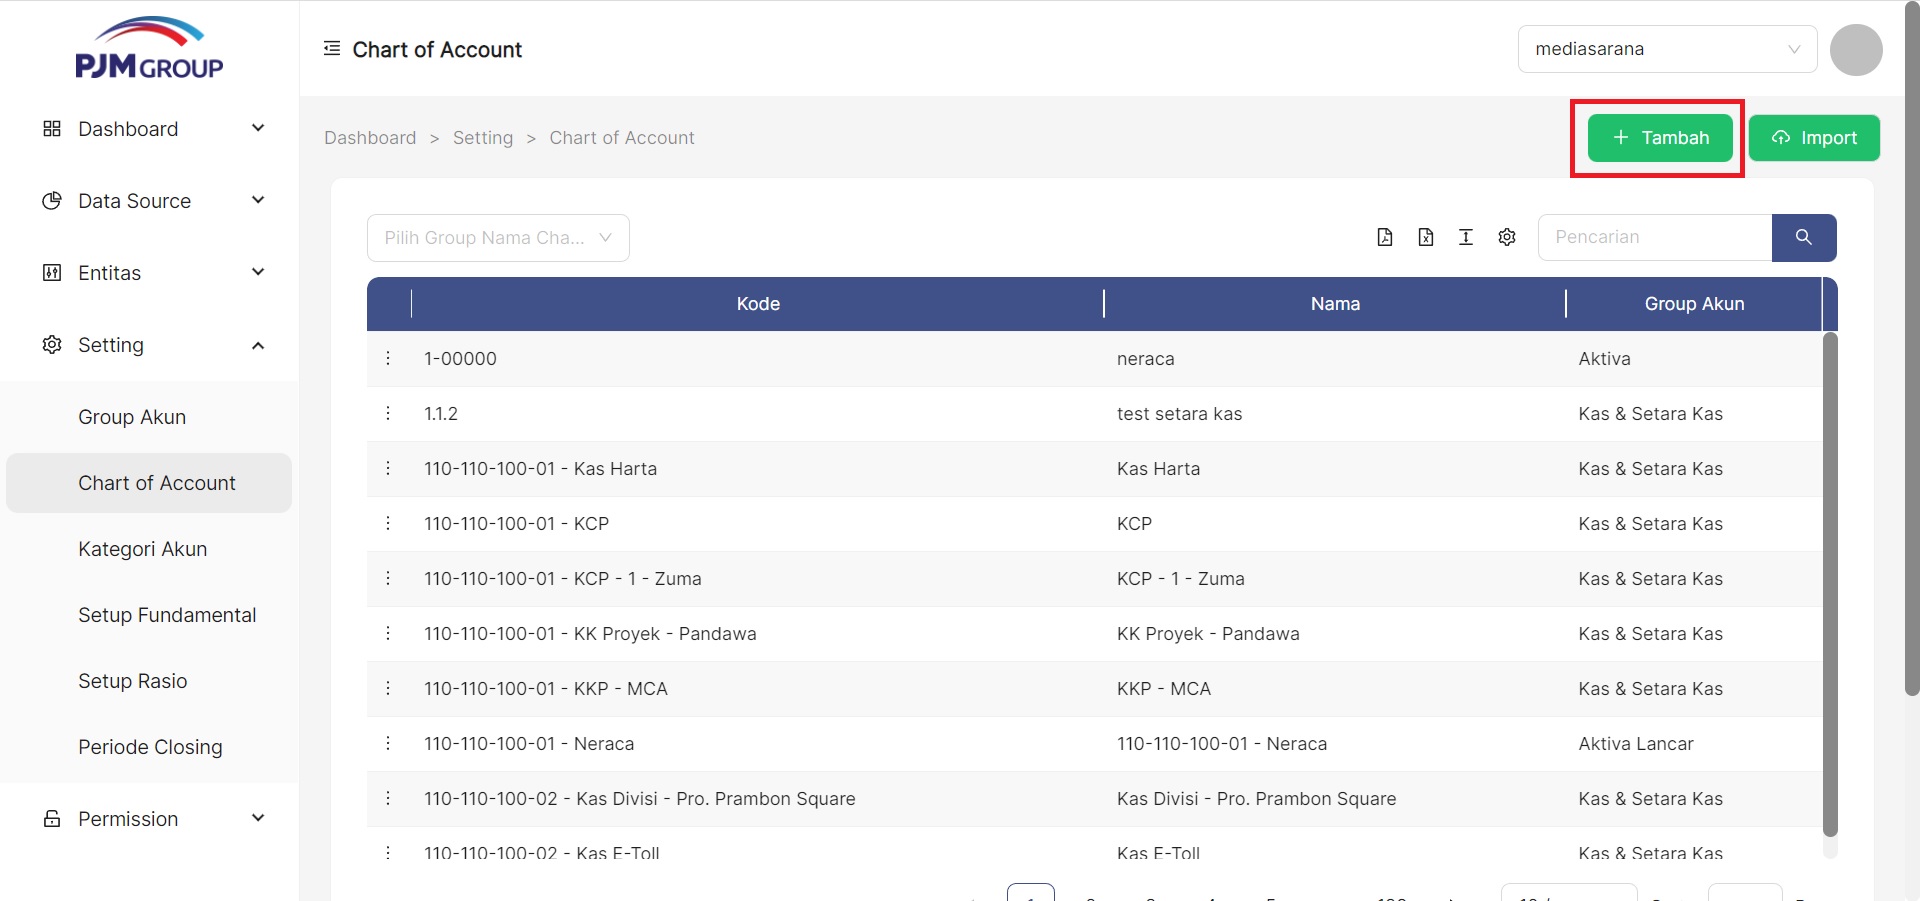 PJM GROUP
Chart of Account
mediasarana
Dashboard
Data Source
Entitas
Setting
Group Akun
Chart of Account
Kategori Akun
Setup Fundamental
Setup Rasio
Periode Closing
Permission
Dashboard > Setting > Chart of Account
+ Tambah
Import
Pilih Group Nama Cha...
Pencarian
Kode Nama Group Akun
1-00000 neraca Aktiva
1.1.2 test setara kas Kas & Setara Kas
110-110-100-01 - Kas Harta Kas Harta Kas & Setara Kas
110-110-100-01 - KCP KCP Kas & Setara Kas
110-110-100-01 - KCP - 1 - Zuma KCP - 1 - Zuma Kas & Setara Kas
110-110-100-01 - KK Proyek - Pandawa KK Proyek - Pandawa Kas & Setara Kas
110-110-100-01 - KKP - MCA KKP - MCA Kas & Setara Kas
110-110-100-01 - Neraca 110-110-100-01 - Neraca Aktiva Lancar
110-110-100-02 - Kas Divisi - Pro. Prambon Square Kas Divisi - Pro. Prambon Square Kas & Setara Kas
110-110-100-02 - Kas E-Toll Kas E-Toll Kas & Setara Kas